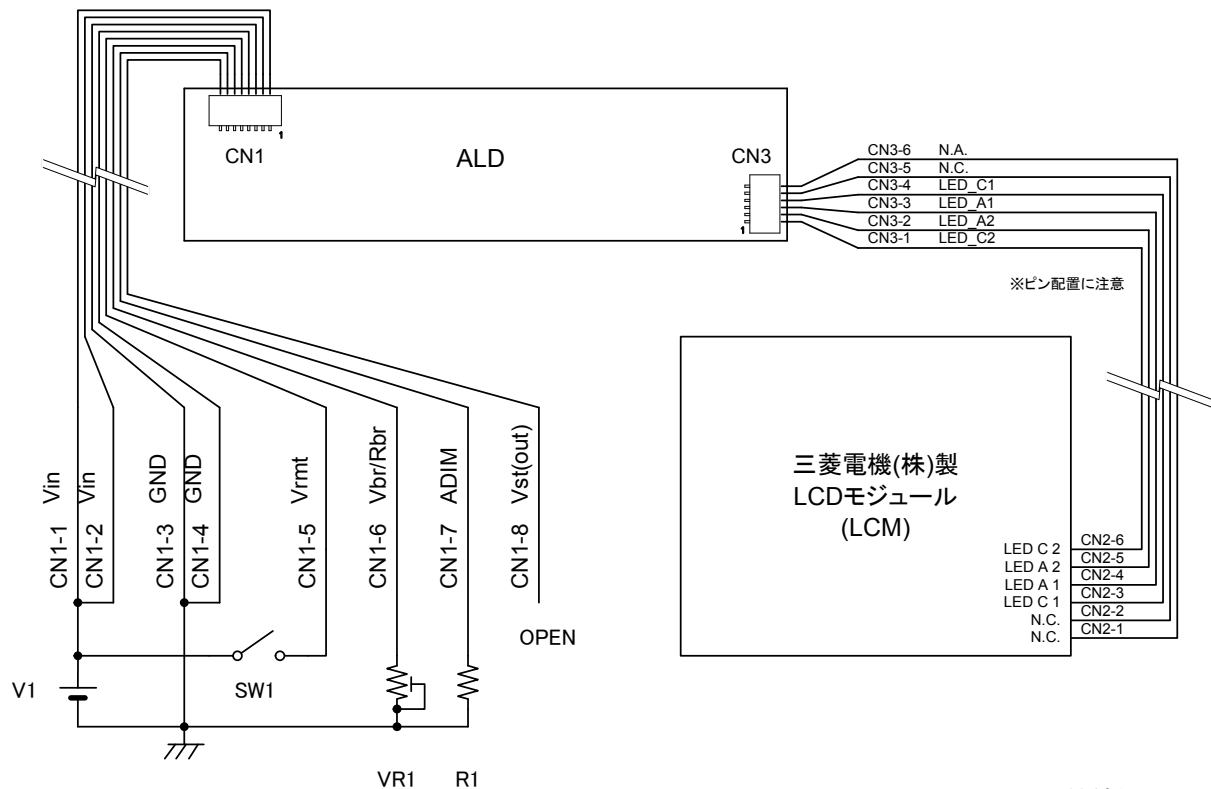 1
CN1
ALD
CN3
1
CN3-6 N.A.
CN3-5 N.C.
CN3-4 LED_C1
CN3-3 LED_A1
CN3-2 LED_A2
CN3-1 LED_C2
※ピン配置に注意
三菱電機(株)製
LCDモジュール
(LCM)
LED C 2 CN2-6
LED A 2 CN2-5
LED A 1 CN2-4
LED C 1 CN2-3
N.C. CN2-2
N.C. CN2-1
CN1-1 Vin
CN1-2 Vin
CN1-3 GND
CN1-4 GND
CN1-5 Vrmt
CN1-6 Vbr/Rbr
CN1-7 ADIM
CN1-8 Vst(out)
OPEN
V1
SW1
VR1
R1